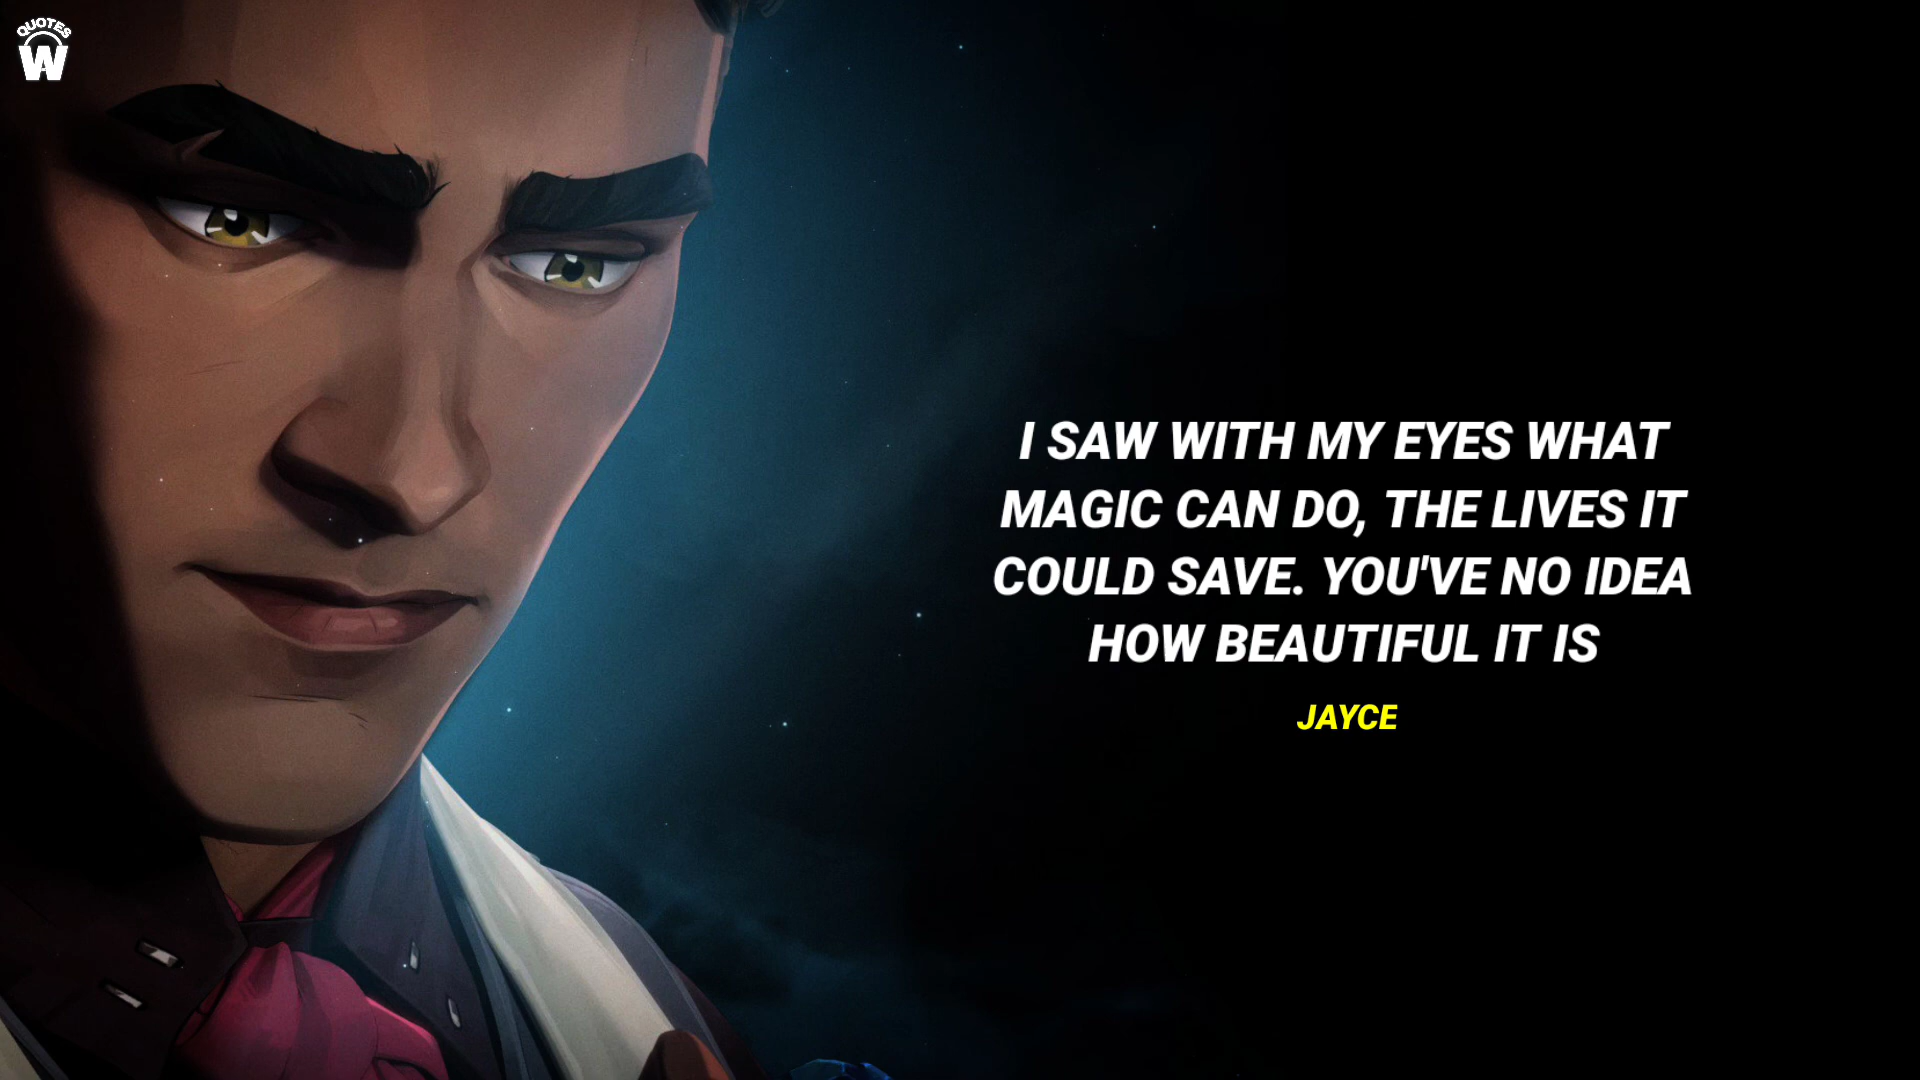 QUOTES
W
I SAW WITH MY EYES WHAT
MAGIC CAN DO, THE LIVES IT
COULD SAVE. YOU'VE NO IDEA
HOW BEAUTIFUL IT IS
JAYCE